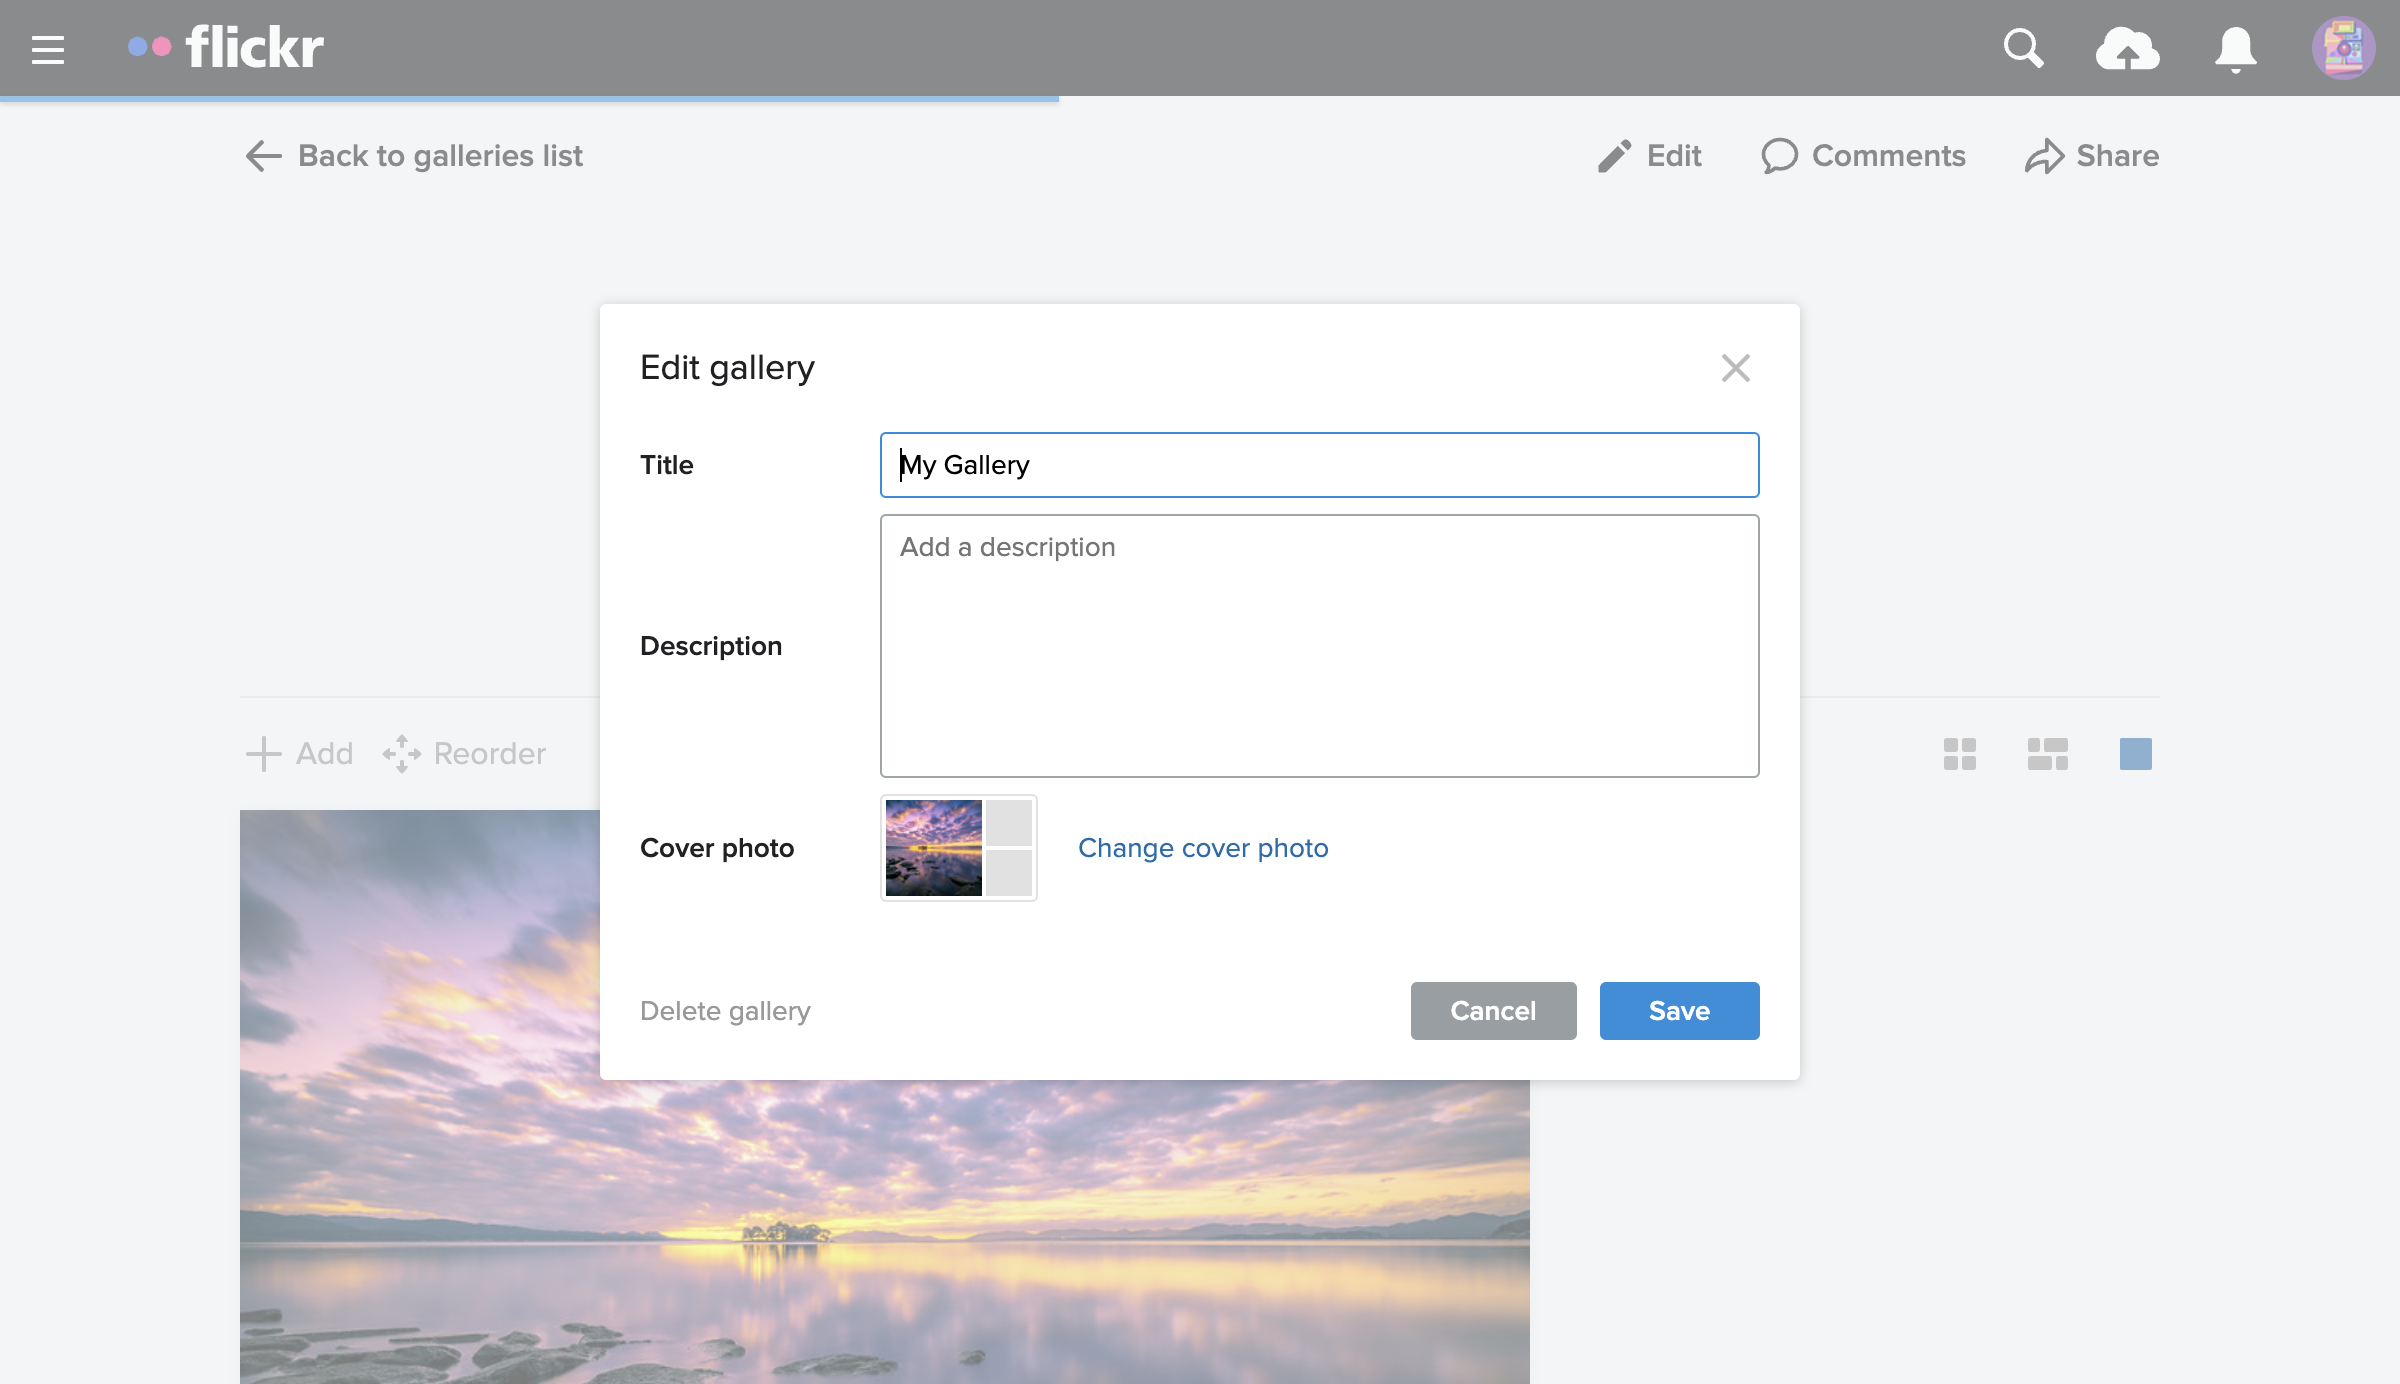 flickr
Back to galleries list
Edit
Comments
Share
Edit gallery
Title
My Gallery
Add a description
Description
Add
Reorder
Cover photo
Change cover photo
Delete gallery
Cancel
Save